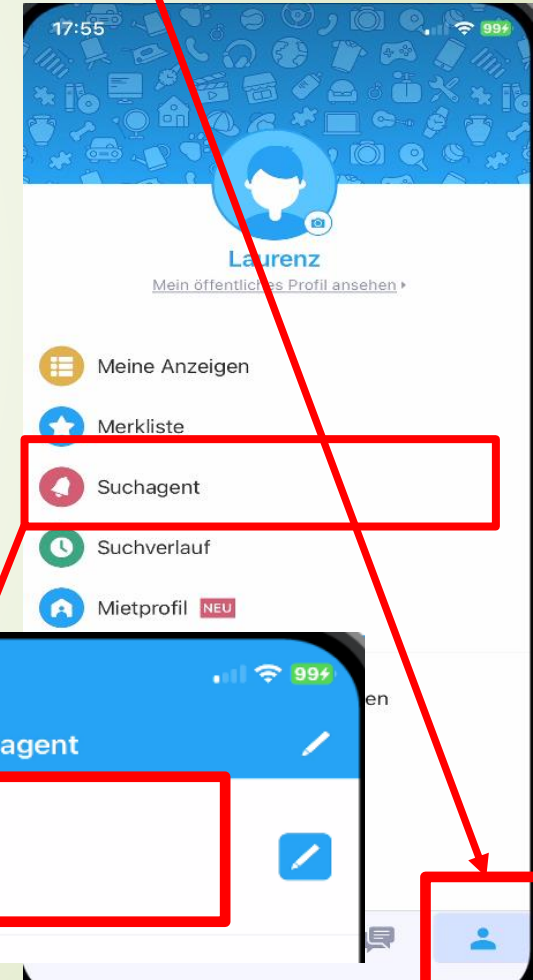 17:55
99
Laurenz
Mein öffentliches Profil ansehen
Meine Anzeigen
Merkliste
Suchagent
Suchverlauf
Mietprofil NEU
99
en
agent